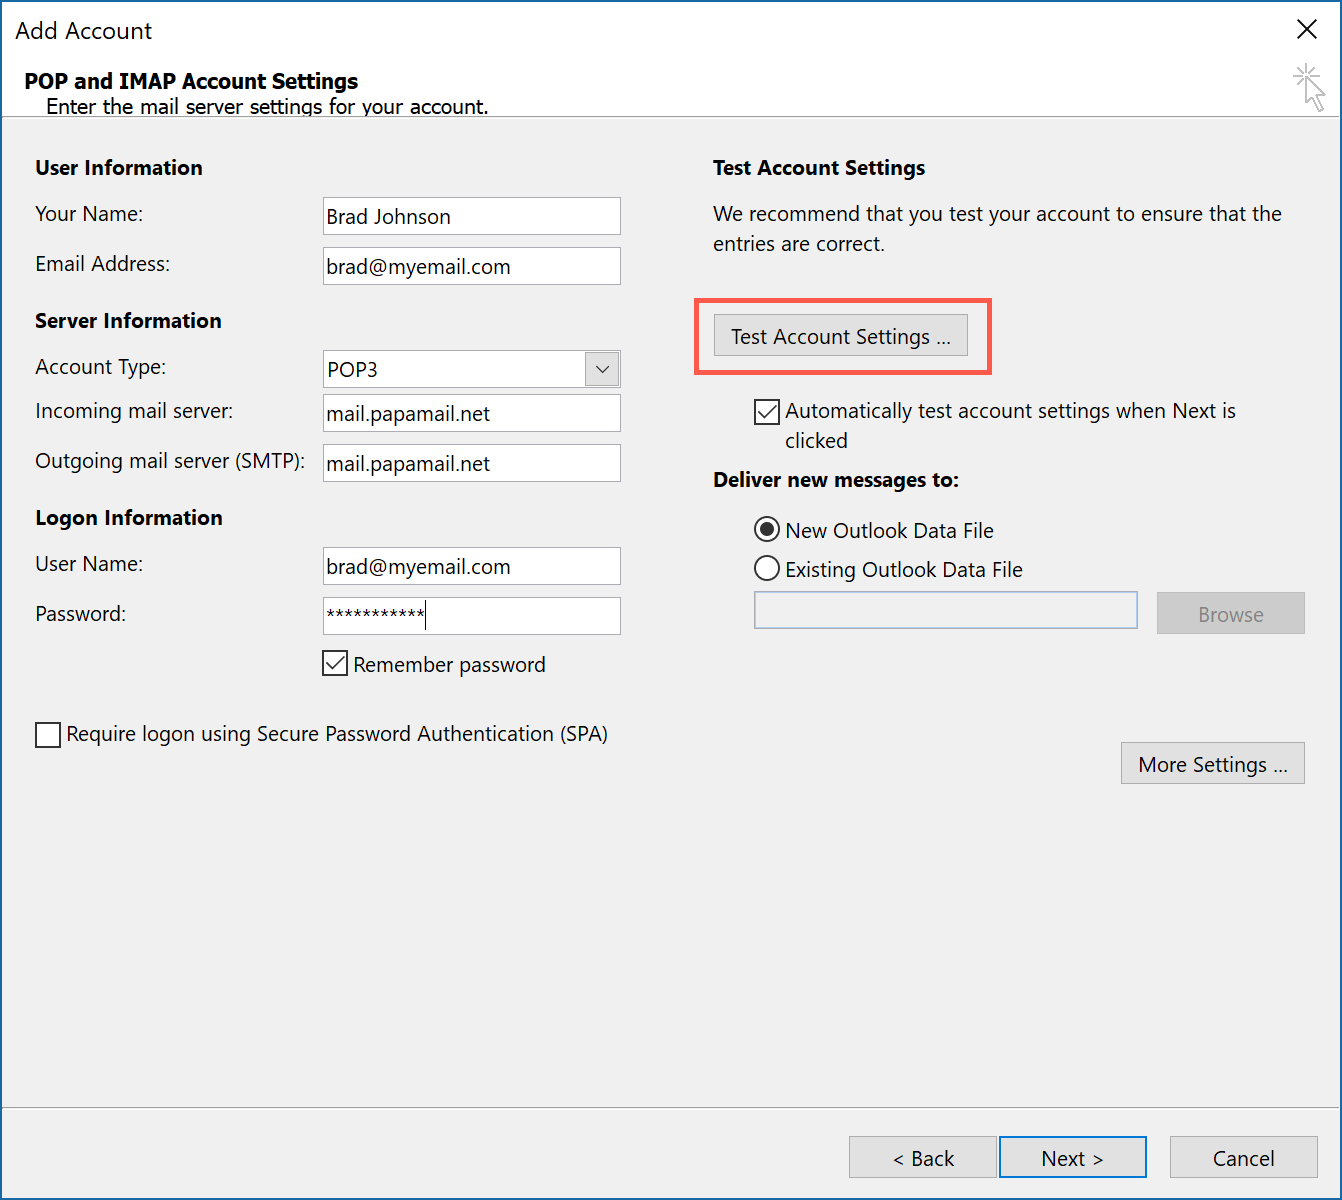 Add Account
POP and IMAP Account Settings
Enter the mail server settings for your account.
User Information
Your Name:
Brad Johnson
Email Address:
brad@myemail.com
Server Information
Account Type:
POP3
Incoming mail server:
mail.papamail.net
Outgoing mail server (SMTP):
mail.papamail.net
Logon Information
User Name:
brad@myemail.com
Password:
***********
Remember password
Require logon using Secure Password Authentication (SPA)
Test Account Settings
We recommend that you test your account to ensure that the
entries are correct.
Test Account Settings ...
Automatically test account settings when Next is
clicked
Deliver new messages to:
New Outlook Data File
Existing Outlook Data File
Browse
More Settings ...
< Back
Next >
Cancel